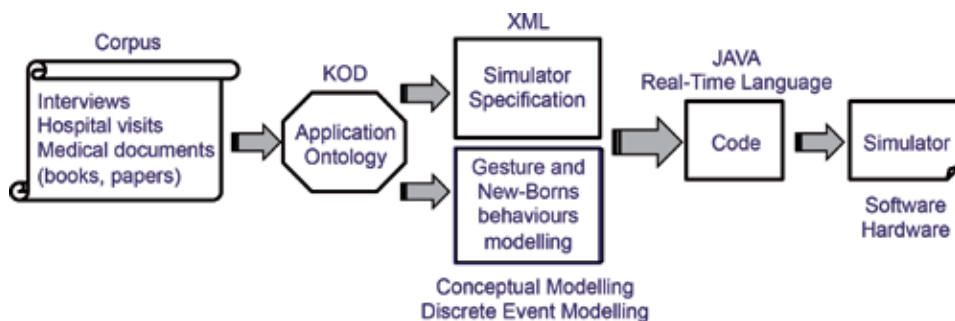 Corpus
Interviews
Hospital visits
Medical documents
(books, papers)
KOD
Application
Ontology
XML
Simulator
Specification
Gesture and
New-Borns
behaviours
modelling
Conceptual Modelling
Discrete Event Modelling
JAVA
Real-Time Language
Code
Simulator
Software
Hardware